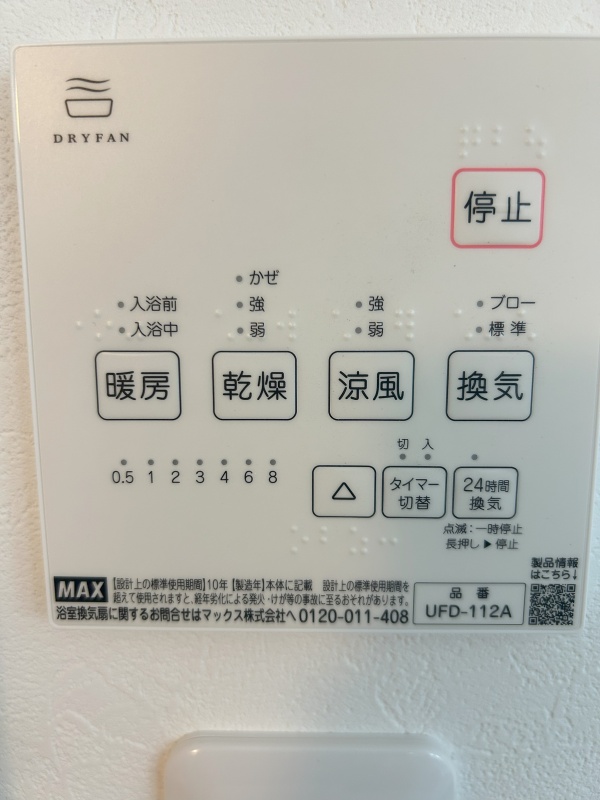 DRYFAN
停止
かぜ
入浴前 強 強 ブロー
入浴中 弱 弱 標準
暖房 乾燥 涼風 換気
切 入
0.5 1 2 3 4 6 8
△ タイマー切替 24時間換気
点滅:一時停止
長押し▶停止
製品情報
はこちら↓
MAX
【設計上の標準使用期間】10年【製造年】本体に記載 設計上の標準使用期間を
超えて使用されますと、経年劣化による発火・けが等の事故に至るおそれがあります。
浴室換気扇に関するお問合せはマックス株式会社へ 0120-011-408
品番
UFD-112A